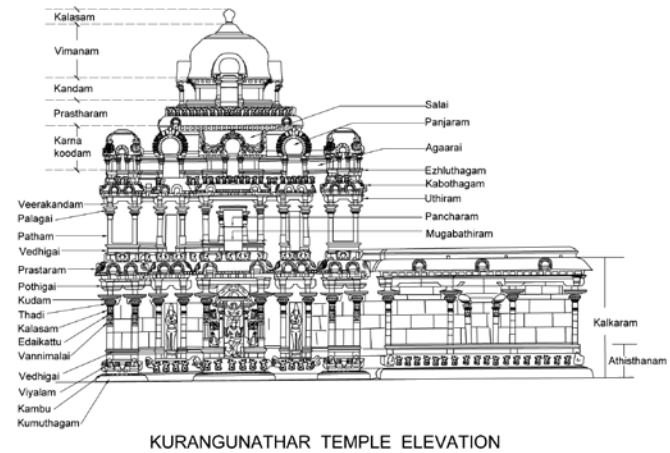 Kalasam
Vimanam
Kandam
Prastharam
Karna
koodam
Veerakandam
Palagai
Patham
Vedhigai
Prastaram
Pothigai
Kudam
Thadi
Kalasam
Edaikattu
Vannimalai
Vedhigai
Viyalam
Kambu
Kumuthagam
Salai
Panjaram
Agaarai
Ezhluthagam
Kabothagam
Uthiram
Pancharam
Mugabathiram
Kalkaram
Athisthanam
KURANGUNATHAR TEMPLE ELEVATION